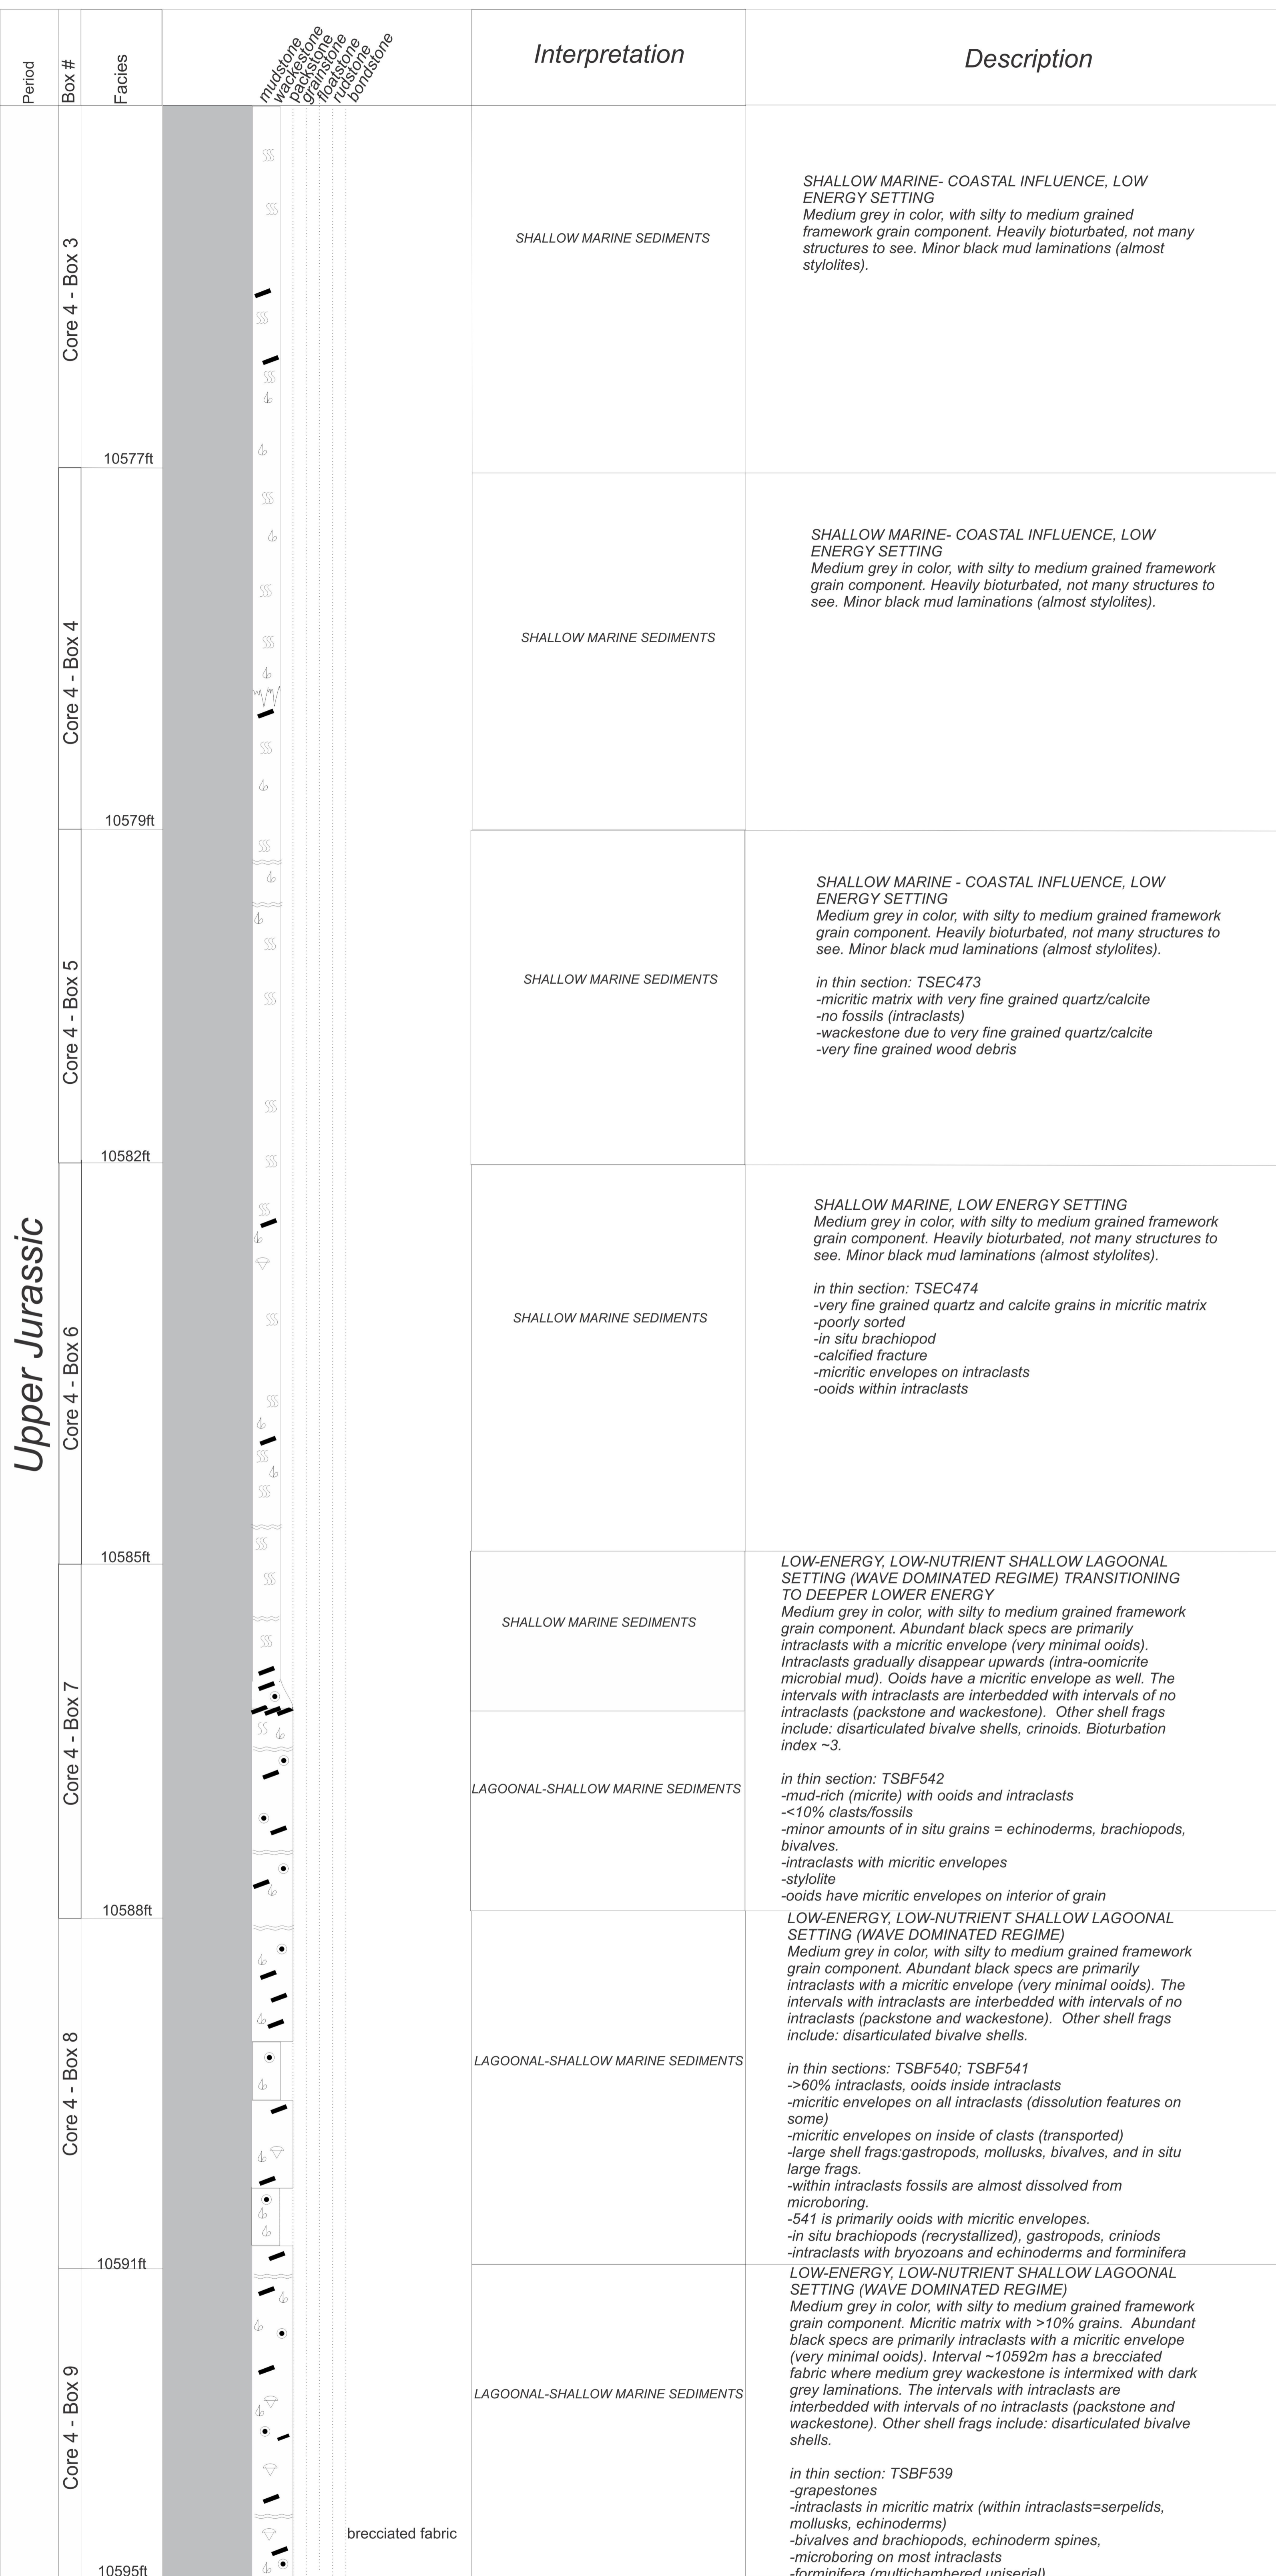 Period
Box #
Facies
mudstone
wackestone
packstone
grainstone
floatstone
rudstone
bondstone
Interpretation
Description
Upper Jurassic
Core 4 - Box 3
10577ft
SHALLOW MARINE SEDIMENTS
SHALLOW MARINE- COASTAL INFLUENCE, LOW
ENERGY SETTING
Medium grey in color, with silty to medium grained
framework grain component. Heavily bioturbated, not many
structures to see. Minor black mud laminations (almost
stylolites).
Core 4 - Box 4
10579ft
SHALLOW MARINE SEDIMENTS
SHALLOW MARINE- COASTAL INFLUENCE, LOW
ENERGY SETTING
Medium grey in color, with silty to medium grained framework
grain component. Heavily bioturbated, not many structures to
see. Minor black mud laminations (almost stylolites).
Core 4 - Box 5
10582ft
SHALLOW MARINE SEDIMENTS
SHALLOW MARINE - COASTAL INFLUENCE, LOW
ENERGY SETTING
Medium grey in color, with silty to medium grained framework
grain component. Heavily bioturbated, not many structures to
see. Minor black mud laminations (almost stylolites).
in thin section: TSEC473
-micritic matrix with very fine grained quartz/calcite
-no fossils (intraclasts)
-wackestone due to very fine grained quartz/calcite
-very fine grained wood debris
Core 4 - Box 6
10585ft
SHALLOW MARINE SEDIMENTS
SHALLOW MARINE, LOW ENERGY SETTING
Medium grey in color, with silty to medium grained framework
grain component. Heavily bioturbated, not many structures to
see. Minor black mud laminations (almost stylolites).
in thin section: TSEC474
-very fine grained quartz and calcite grains in micritic matrix
-poorly sorted
-in situ brachiopod
-calcified fracture
-micritic envelopes on intraclasts
-ooids within intraclasts
Core 4 - Box 7
10588ft
SHALLOW MARINE SEDIMENTS
LAGOONAL-SHALLOW MARINE SEDIMENTS
LOW-ENERGY, LOW-NUTRIENT SHALLOW LAGOONAL
SETTING (WAVE DOMINATED REGIME) TRANSITIONING
TO DEEPER LOWER ENERGY
Medium grey in color, with silty to medium grained framework
grain component. Abundant black specs are primarily
intraclasts with a micritic envelope (very minimal ooids).
Intraclasts gradually disappear upwards (intra-oomicrite
microbial mud). Ooids have a micritic envelope as well. The
intervals with intraclasts are interbedded with intervals of no
intraclasts (packstone and wackestone). Other shell frags
include: disarticulated bivalve shells, crinoids. Bioturbation
index ~3.
in thin section: TSBF542
-mud-rich (micrite) with ooids and intraclasts
-<10% clasts/fossils
-minor amounts of in situ grains = echinoderms, brachiopods,
bivalves.
-intraclasts with micritic envelopes
-stylolite
-ooids have micritic envelopes on interior of grain
Core 4 - Box 8
10591ft
LAGOONAL-SHALLOW MARINE SEDIMENTS
LOW-ENERGY, LOW-NUTRIENT SHALLOW LAGOONAL
SETTING (WAVE DOMINATED REGIME)
Medium grey in color, with silty to medium grained framework
grain component. Abundant black specs are primarily
intraclasts with a micritic envelope (very minimal ooids). The
intervals with intraclasts are interbedded with intervals of no
intraclasts (packstone and wackestone). Other shell frags
include: disarticulated bivalve shells.
in thin sections: TSBF540; TSBF541
->60% intraclasts, ooids inside intraclasts
-micritic envelopes on all intraclasts (dissolution features on
some)
-micritic envelopes on inside of clasts (transported)
-large shell frags:gastropods, mollusks, bivalves, and in situ
large frags.
-within intraclasts fossils are almost dissolved from
microboring.
-541 is primarily ooids with micritic envelopes.
-in situ brachiopods (recrystallized), gastropods, criniods
-intraclasts with bryozoans and echinoderms and forminifera
Core 4 - Box 9
10595ft
brecciated fabric
LAGOONAL-SHALLOW MARINE SEDIMENTS
LOW-ENERGY, LOW-NUTRIENT SHALLOW LAGOONAL
SETTING (WAVE DOMINATED REGIME)
Medium grey in color, with silty to medium grained framework
grain component. Micritic matrix with >10% grains. Abundant
black specs are primarily intraclasts with a micritic envelope
(very minimal ooids). Interval ~10592m has a brecciated
fabric where medium grey wackestone is intermixed with dark
grey laminations. The intervals with intraclasts are
interbedded with intervals of no intraclasts (packstone and
wackestone). Other shell frags include: disarticulated bivalve
shells.
in thin section: TSBF539
-grapestones
-intraclasts in micritic matrix (within intraclasts=serpelids,
mollusks, echinoderms)
-bivalves and brachiopods, echinoderm spines,
-microboring on most intraclasts
-forminifera (multichambered uniserial)